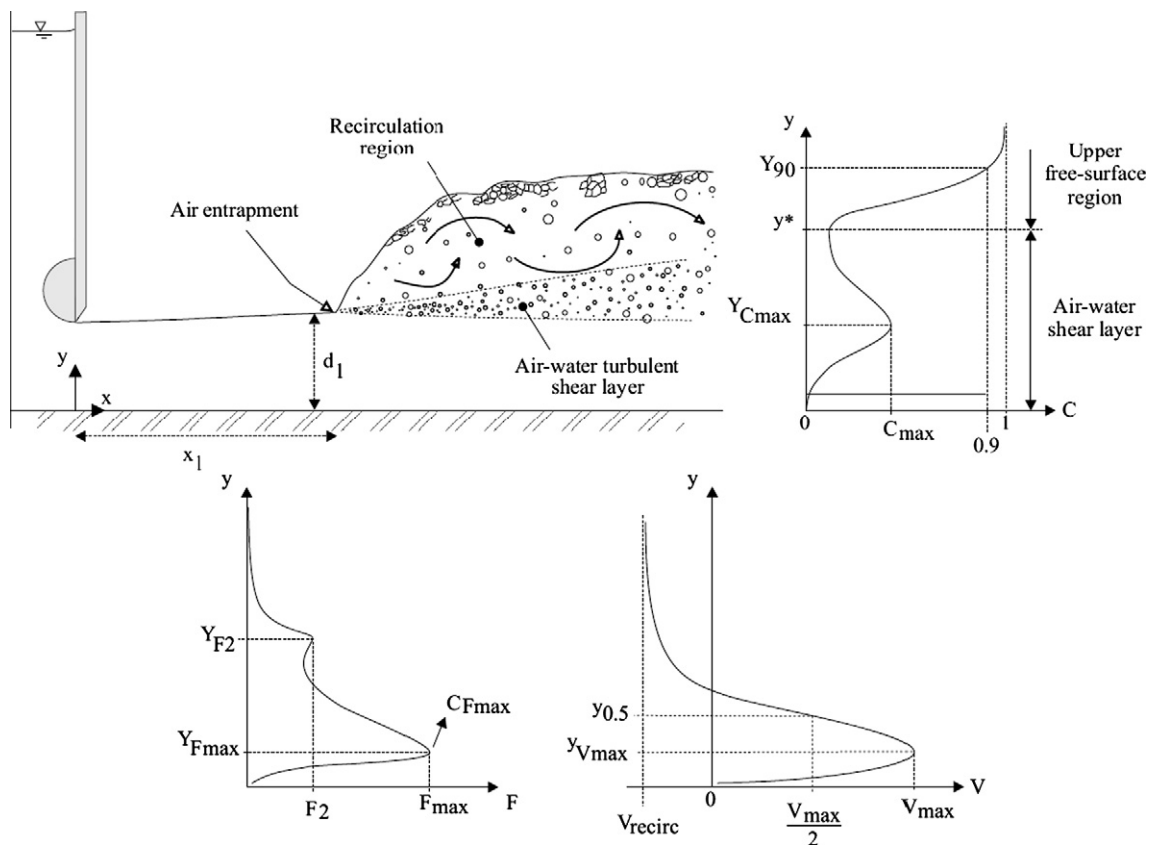 Recirculation
region
Air entrapment
Air-water turbulent
shear layer
d1
y
x
x1
y
Y90
y*
YCmax
0
Cmax
0.9
1
C
Upper
free-surface
region
Air-water
shear layer
y
YF2
YFmax
CFmax
F2
Fmax
F
y
y0.5
yVmax
Vrecirc
0
Vmax
2
Vmax
V